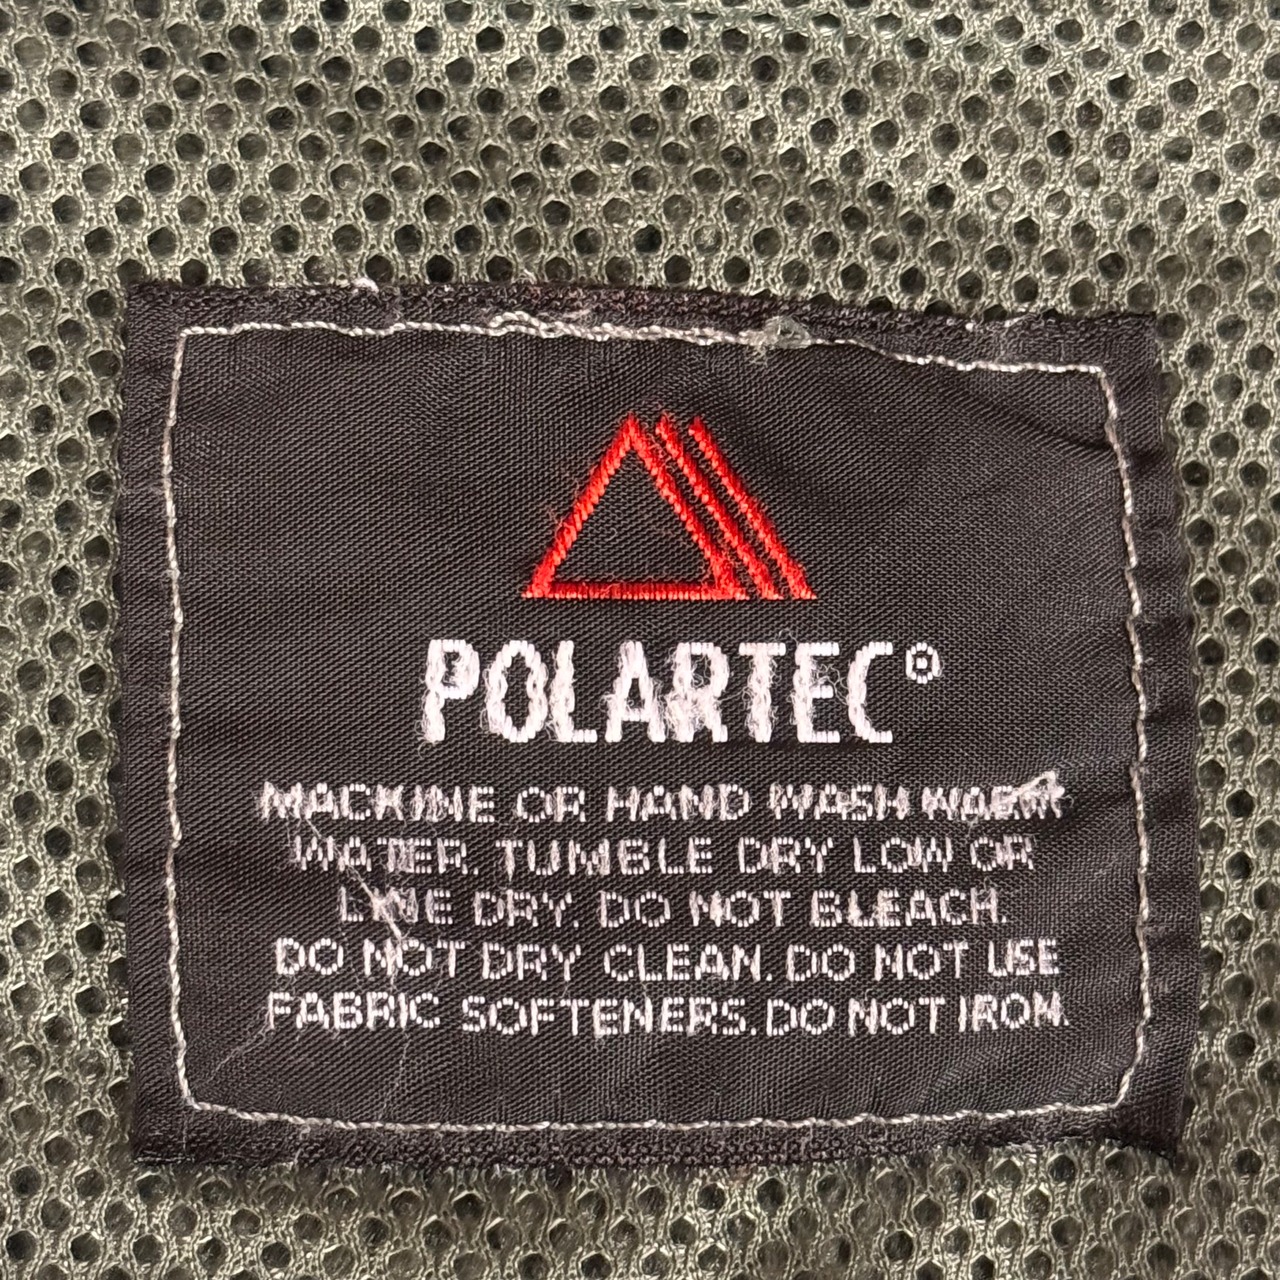 POLARTEC®
MACHINE OR HAND WASH WARM
WATER. TUMBLE DRY LOW OR
LINE DRY. DO NOT BLEACH.
DO NOT DRY CLEAN. DO NOT USE
FABRIC SOFTENERS. DO NOT IRON.